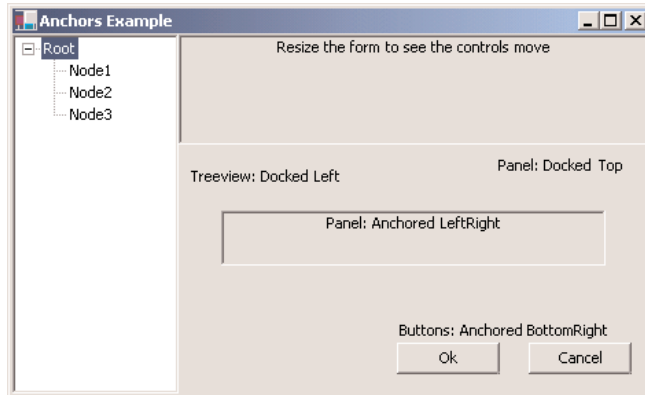 Anchors Example
Root
Node1
Node2
Node3
Resize the form to see the controls move
Panel: Docked Top
Treeview: Docked Left
Panel: Anchored LeftRight
Buttons: Anchored BottomRight
Ok
Cancel